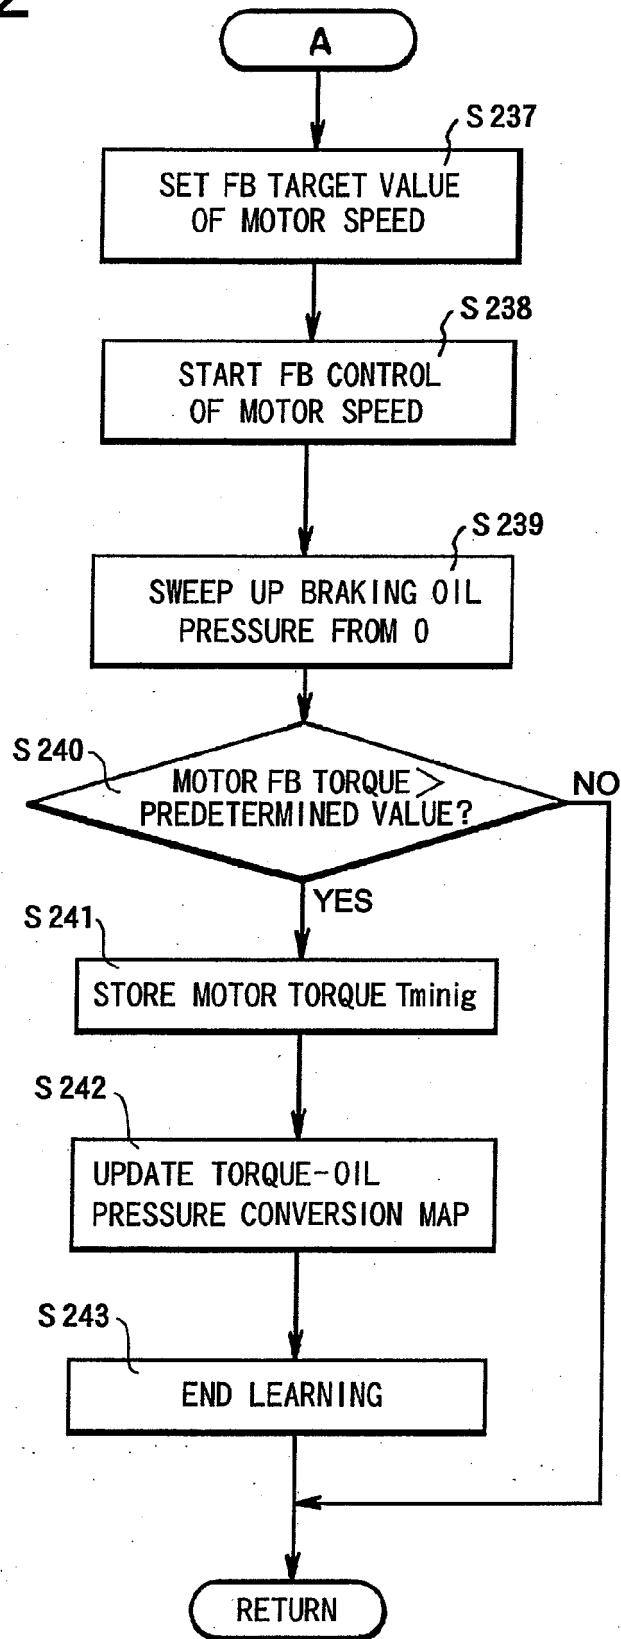 2
A
S237
SET FB TARGET VALUE
OF MOTOR SPEED
S238
START FB CONTROL
OF MOTOR SPEED
S239
SWEEP UP BRAKING OIL
PRESSURE FROM 0
S240
MOTOR FB TORQUE>
PREDETERMINED VALUE?
NO
YES
S241
STORE MOTOR TORQUE Tminig
S242
UPDATE TORQUE-OIL
PRESSURE CONVERSION MAP
S243
END LEARNING
RETURN